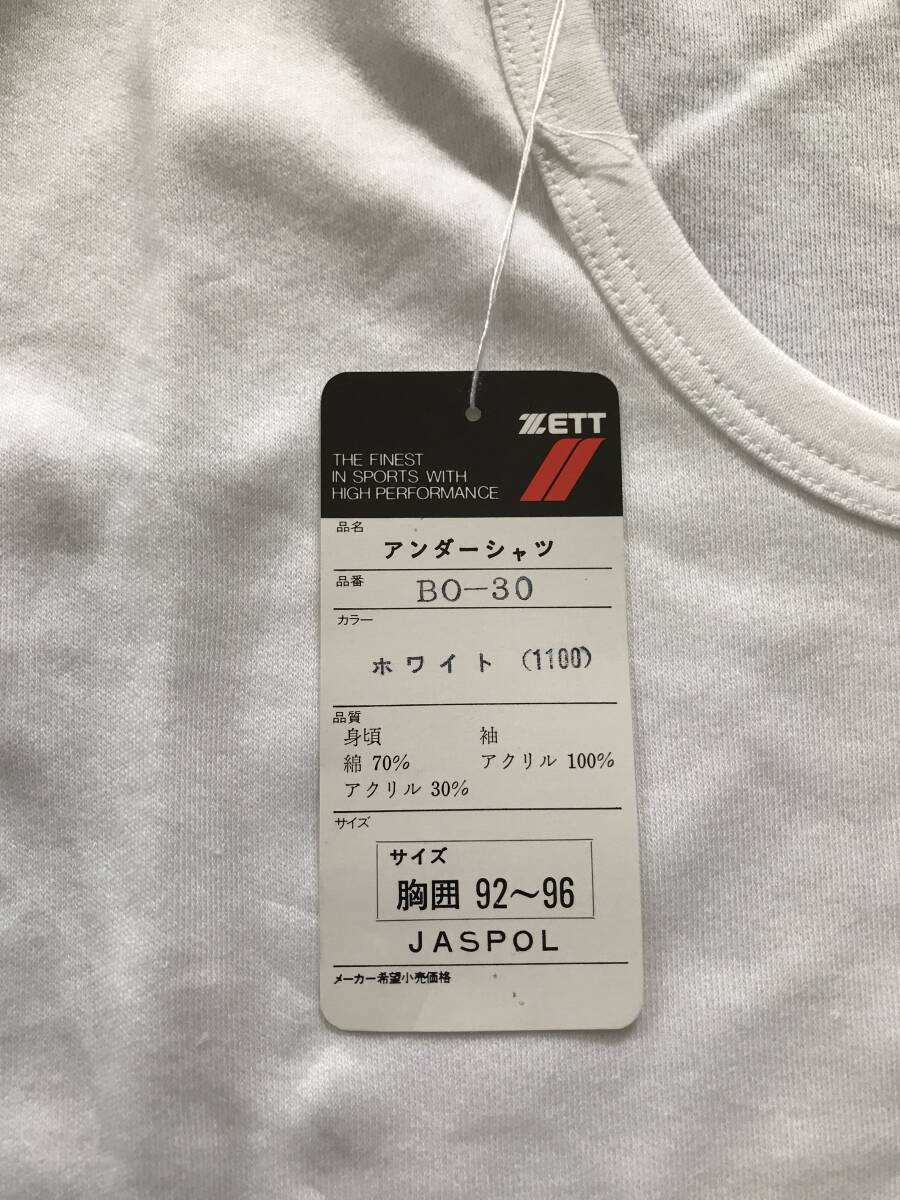 ZETT
THE FINEST
IN SPORTS WITH
HIGH PERFORMANCE
品名
アンダーシャツ
品番
BO-30
カラー
ホワイト (1100)
品質
身頃 袖
綿 70% アクリル 100%
アクリル 30%
サイズ
サイズ
胸囲 92〜96
JASPOL
メーカー希望小売価格